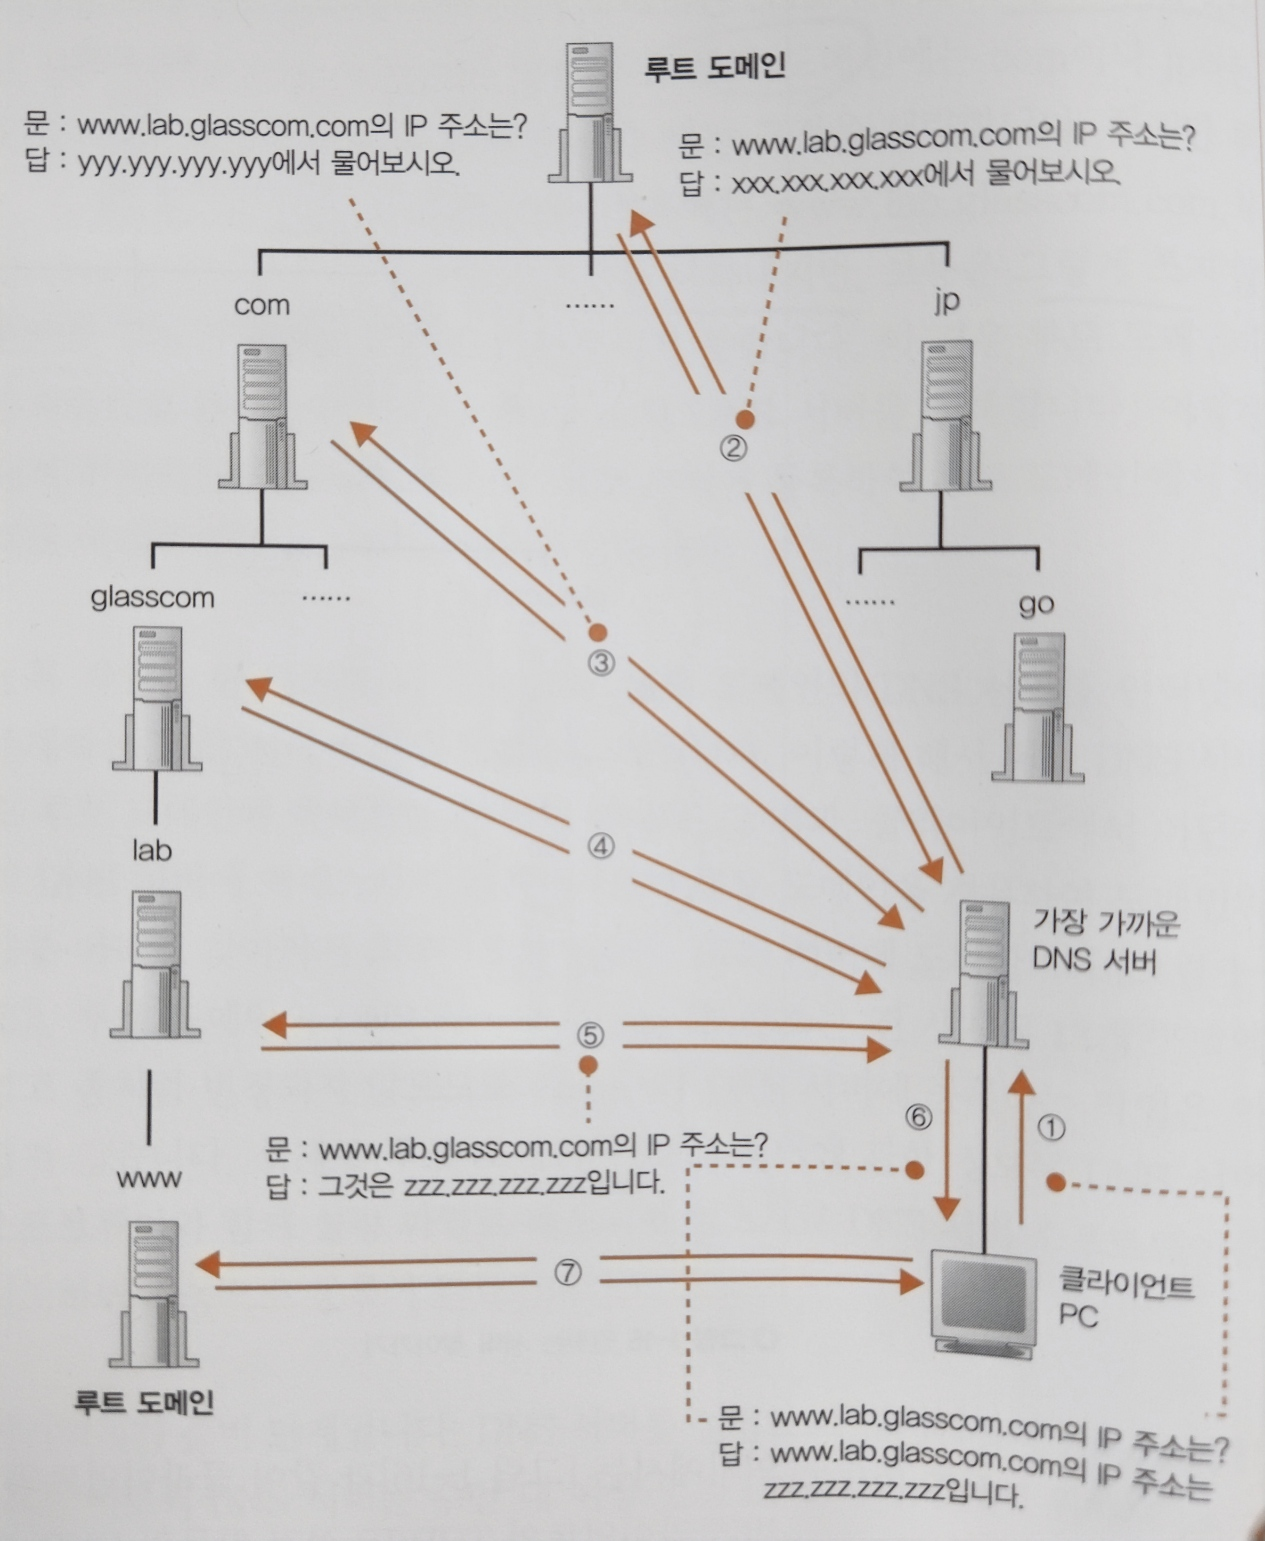 루트 도메인
문 : www.lab.glasscom.com의 IP 주소는?
답 : yyy.yyy.yyy.yyy에서 물어보시오.
문 : www.lab.glasscom.com의 IP 주소는?
답 : xxx.xxx.xxx.xxx에서 물어보시오.
com
......
jp
②
glasscom
......
③
......
go
lab
④
가장 가까운
DNS 서버
⑤
⑥
①
문 : www.lab.glasscom.com의 IP 주소는?
답 : 그것은 zzz.zzz.zzz.zzz입니다.
www
⑦
클라이언트
PC
루트 도메인
문 : www.lab.glasscom.com의 IP 주소는?
답 : www.lab.glasscom.com의 IP 주소는
zzz.zzz.zzz.zzz입니다.